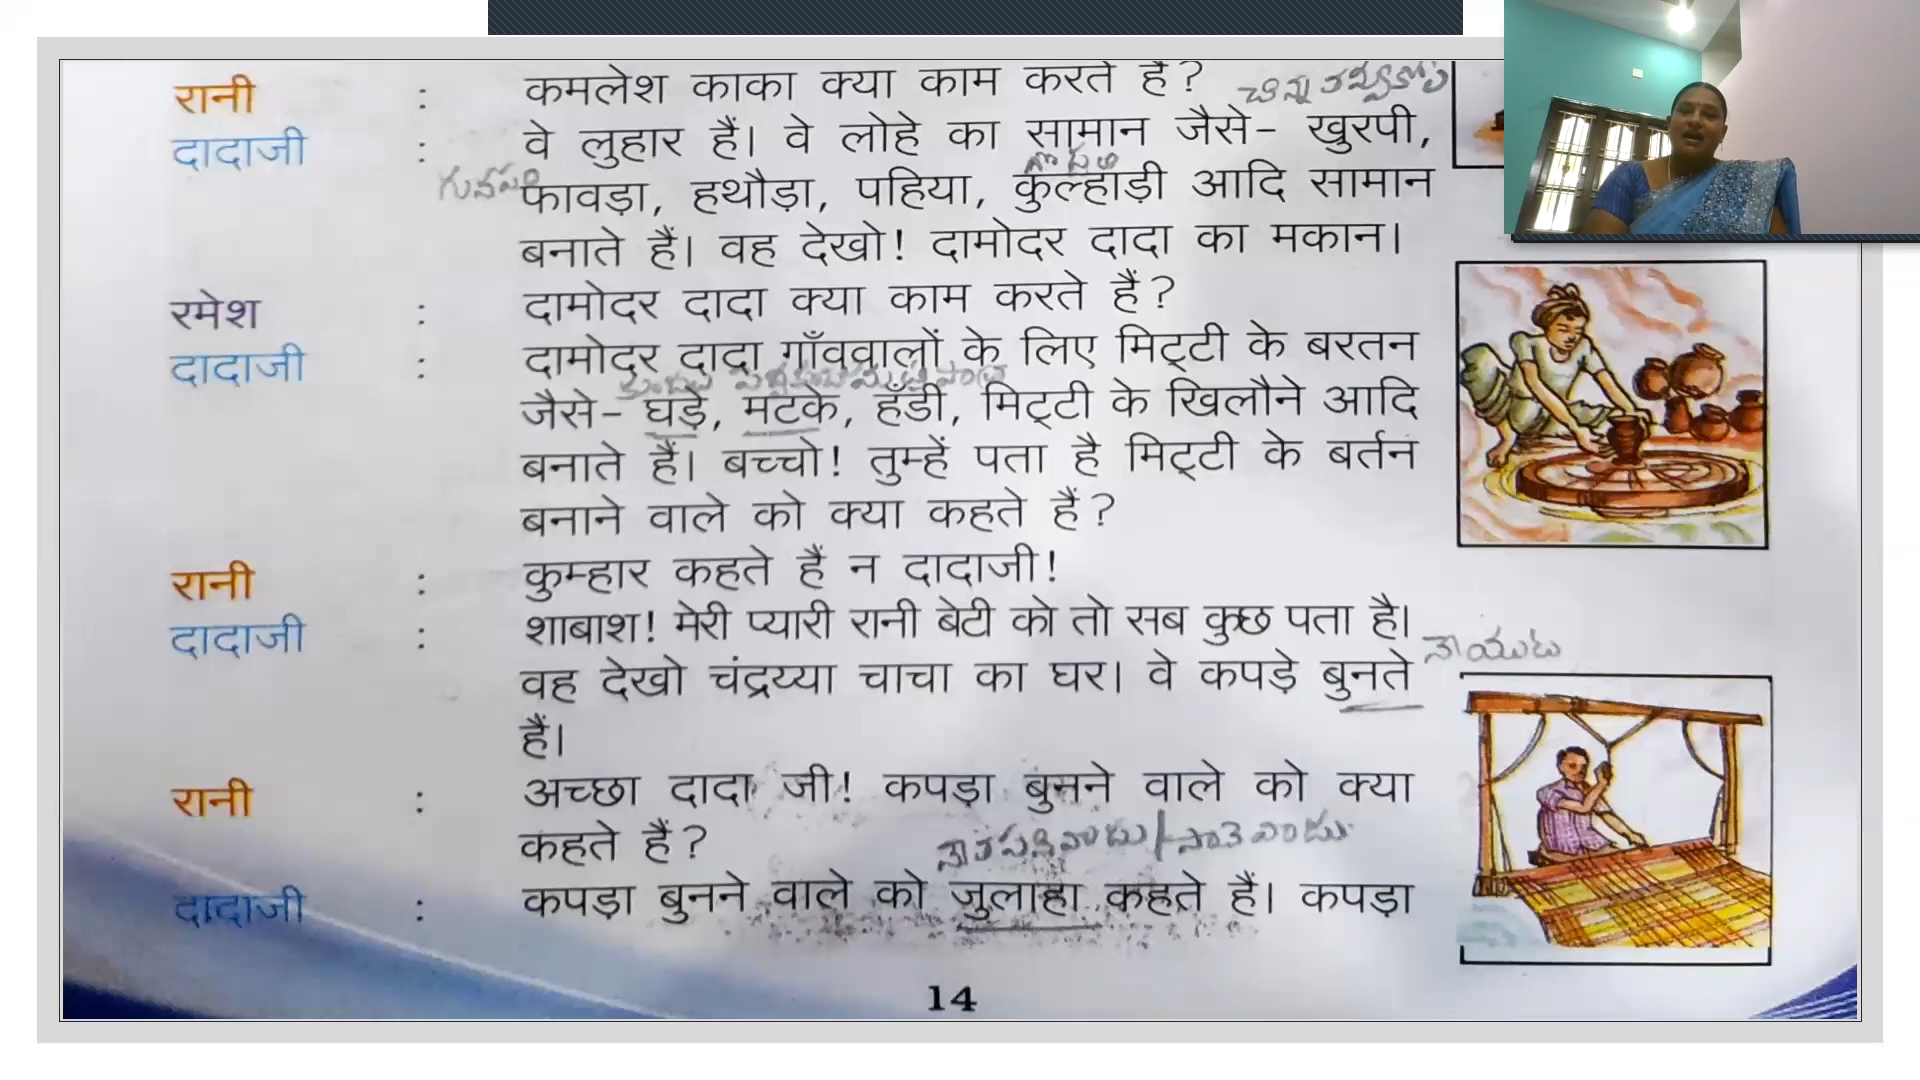 रानी : कमलेश काका क्या काम करते हैं?
दादाजी : वे लुहार हैं। वे लोहे का सामान जैसे- खुरपी,
फावड़ा, हथौड़ा, पहिया, कुल्हाड़ी आदि सामान
बनाते हैं। वह देखो! दामोदर दादा का मकान।
रमेश : दामोदर दादा क्या काम करते हैं?
दादाजी : दामोदर दादा गाँववालों के लिए मिट्टी के बरतन
जैसे- घड़े, मटके, हँडी, मिट्टी के खिलौने आदि
बनाते हैं। बच्चो! तुम्हें पता है मिट्टी के बर्तन
बनाने वाले को क्या कहते हैं?
रानी : कुम्हार कहते हैं न दादाजी!
दादाजी : शाबाश! मेरी प्यारी रानी बेटी को तो सब कुछ पता है।
वह देखो चंद्रय्या चाचा का घर। वे कपड़े बुनते
నేయుట
हैं।
रानी : अच्छा दादा जी! कपड़ा बुनने वाले को क्या
कहते हैं?
दादाजी : कपड़ा बुनने वाले को जुलाहा कहते हैं। कपड़ा
14